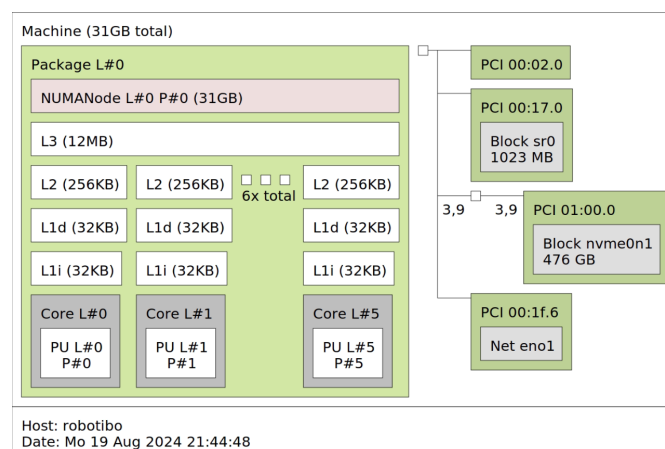 Machine (31GB total)
Package L#0
NUMANode L#0 P#0 (31GB)
L3 (12MB)
L2 (256KB)
L2 (256KB)
6x total
L2 (256KB)
L1d (32KB)
L1d (32KB)
L1d (32KB)
L1i (32KB)
L1i (32KB)
L1i (32KB)
Core L#0
PU L#0
P#0
Core L#1
PU L#1
P#1
Core L#5
PU L#5
P#5
PCI 00:02.0
PCI 00:17.0
Block sr0
1023 MB
3,9
3,9
PCI 01:00.0
Block nvme0n1
476 GB
PCI 00:1f.6
Net eno1
Host: robotibo
Date: Mo 19 Aug 2024 21:44:48